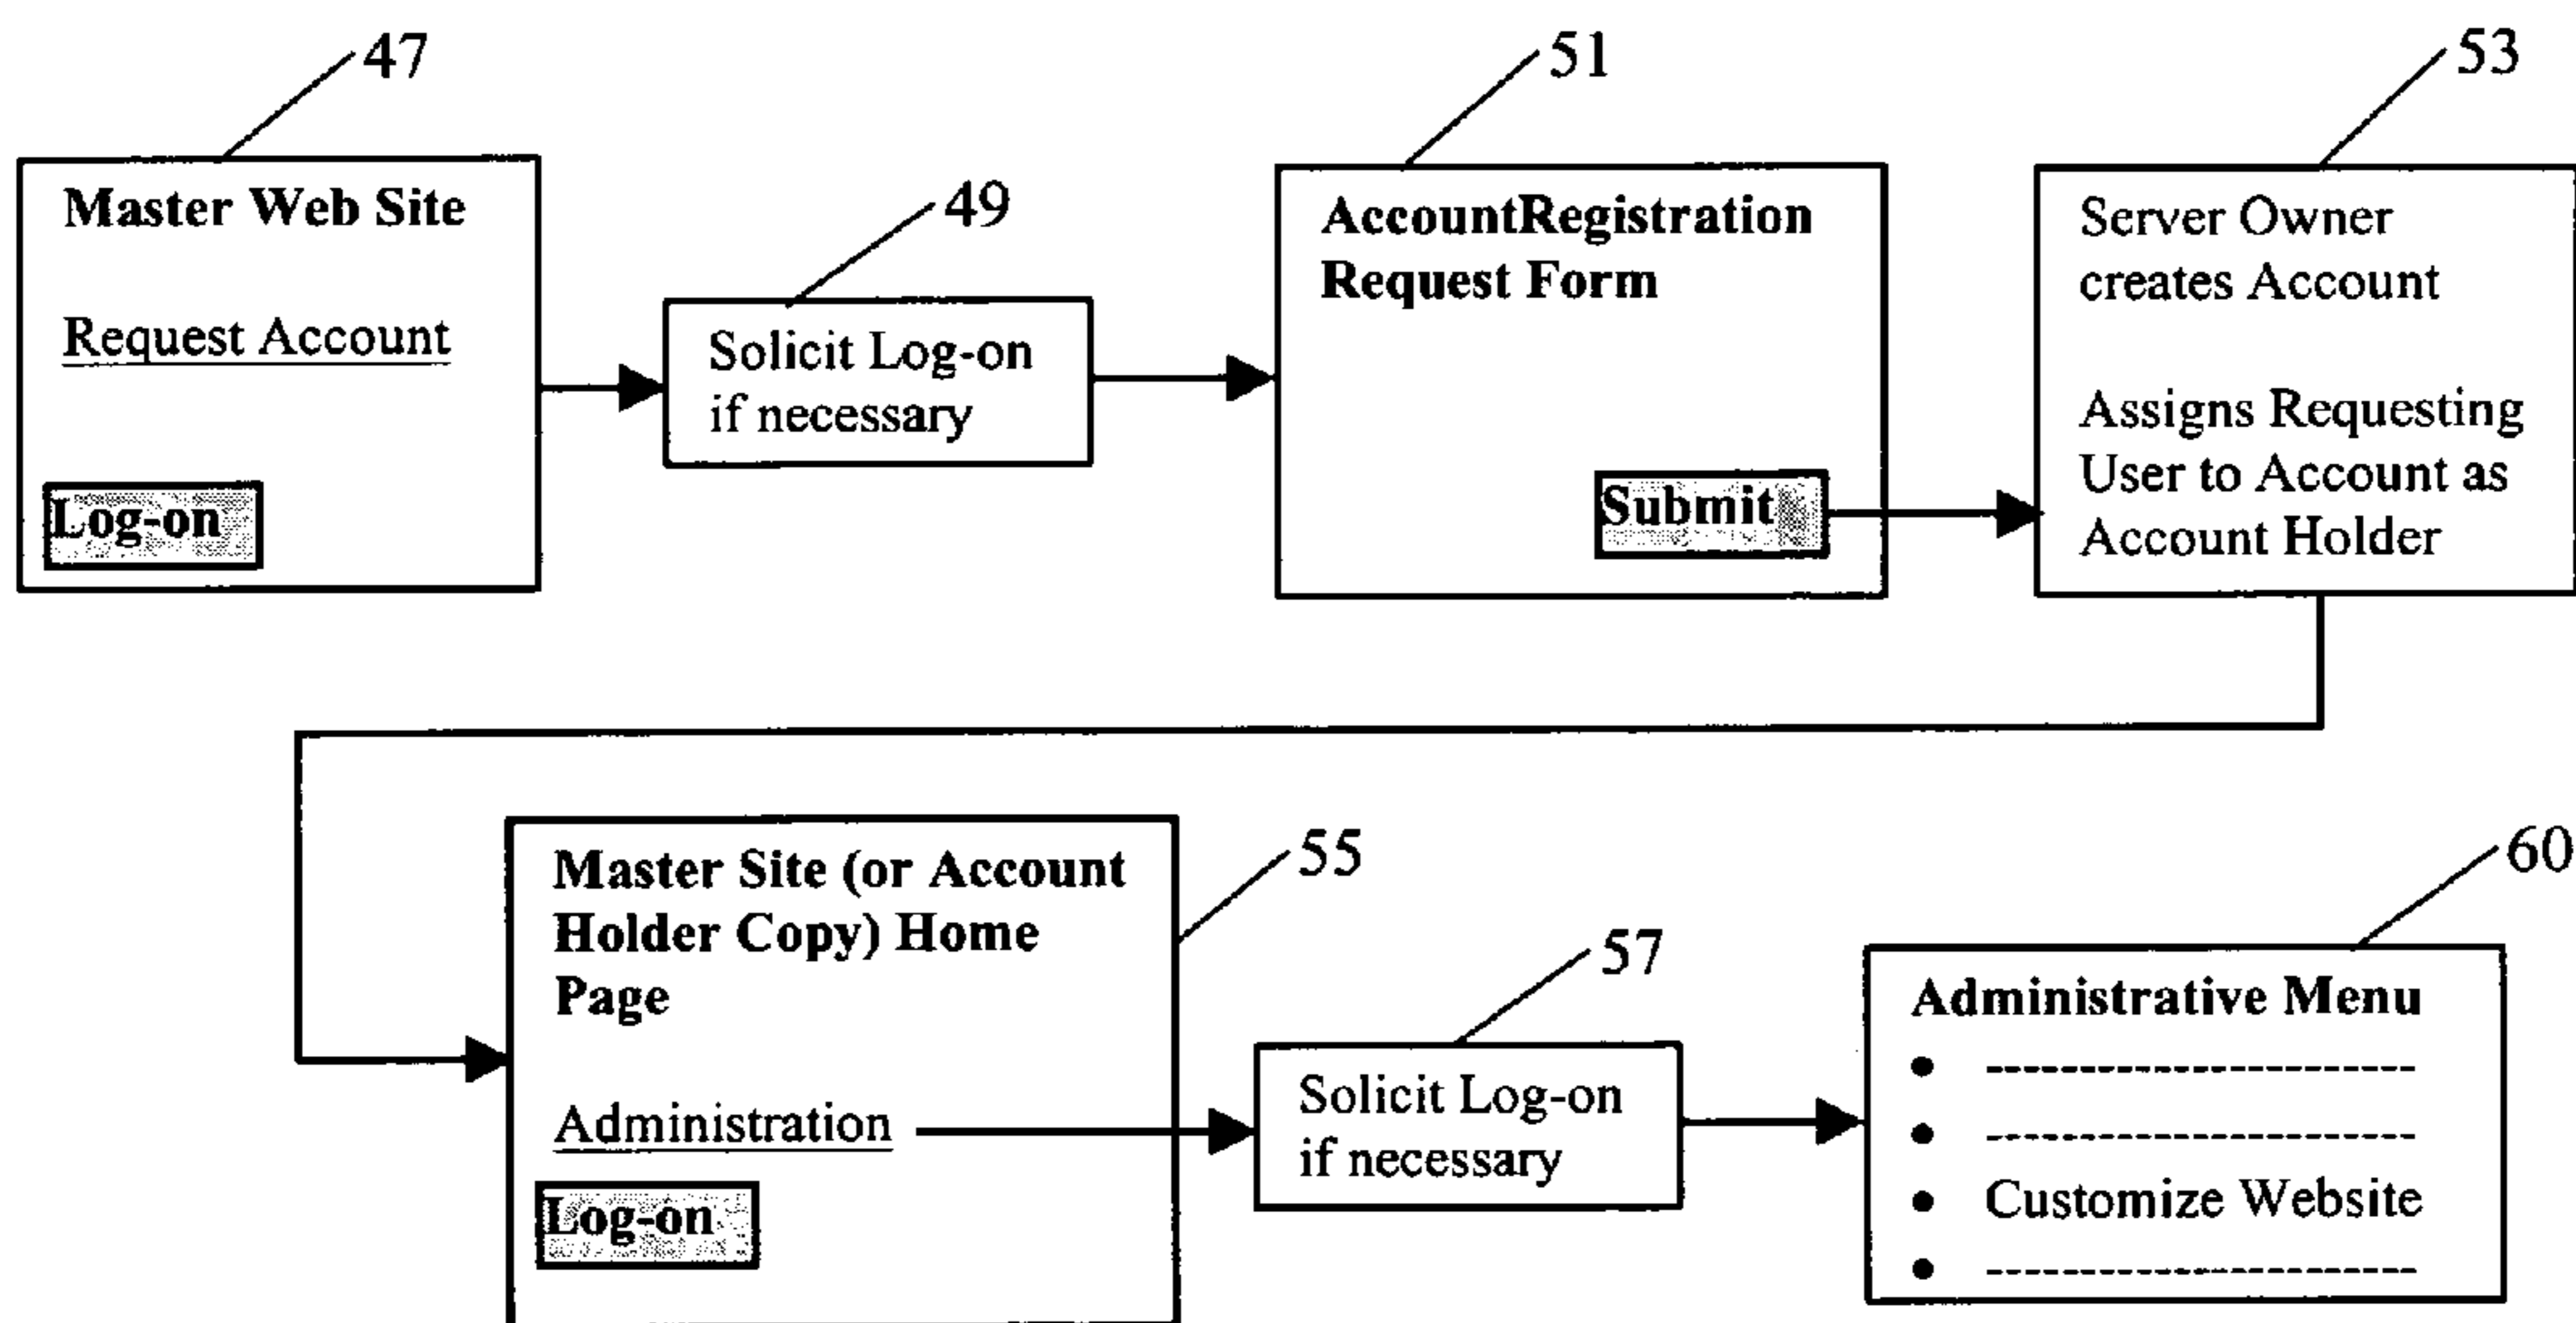 47
Master Web Site
Request Account
Log-on
49
Solicit Log-on
if necessary
51
AccountRegistration
Request Form
Submit
53
Server Owner
creates Account
Assigns Requesting
User to Account as
Account Holder
55
Master Site (or Account
Holder Copy) Home
Page
Administration
Log-on
57
Solicit Log-on
if necessary
60
Administrative Menu
• --------------------
• --------------------
• Customize Website
• --------------------